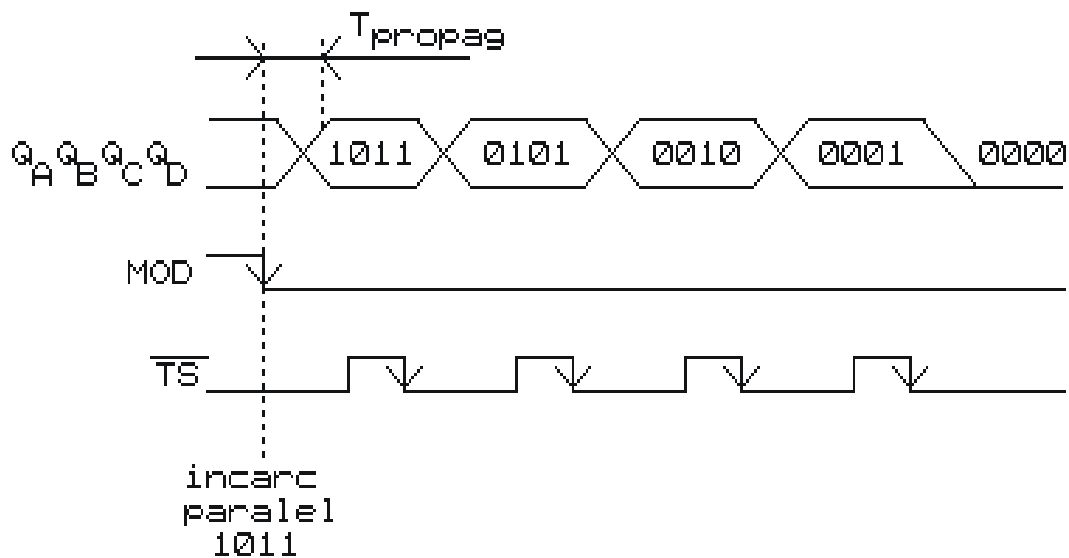 Tpropag
QAQBQCQD 1011 0101 0010 0001 0000
MOD
TS
incarc
paralel
1011